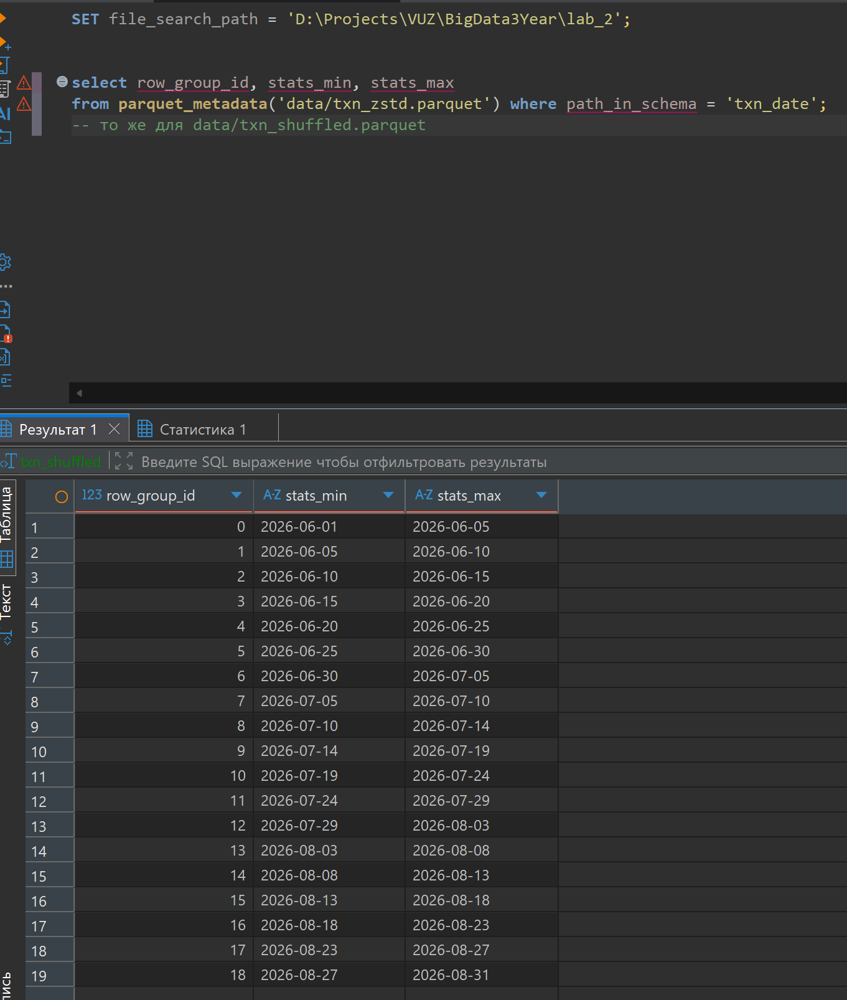 SET file_search_path = 'D:\Projects\VUZ\BigData3Year\lab_2';
select row_group_id, stats_min, stats_max
from parquet_metadata('data/txn_zstd.parquet') where path_in_schema = 'txn_date';
-- то же для data/txn_shuffled.parquet
AI
Результат 1
Статистика 1
txn_shuffled
Введите SQL выражение чтобы отфильтровать результаты
Таблица
Текст
123 row_group_id A-Z stats_min A-Z stats_max
1 0 2026-06-01 2026-06-05
2 1 2026-06-05 2026-06-10
3 2 2026-06-10 2026-06-15
4 3 2026-06-15 2026-06-20
5 4 2026-06-20 2026-06-25
6 5 2026-06-25 2026-06-30
7 6 2026-06-30 2026-07-05
8 7 2026-07-05 2026-07-10
9 8 2026-07-10 2026-07-14
10 9 2026-07-14 2026-07-19
11 10 2026-07-19 2026-07-24
12 11 2026-07-24 2026-07-29
13 12 2026-07-29 2026-08-03
14 13 2026-08-03 2026-08-08
15 14 2026-08-08 2026-08-13
16 15 2026-08-13 2026-08-18
17 16 2026-08-18 2026-08-23
18 17 2026-08-23 2026-08-27
19 18 2026-08-27 2026-08-31